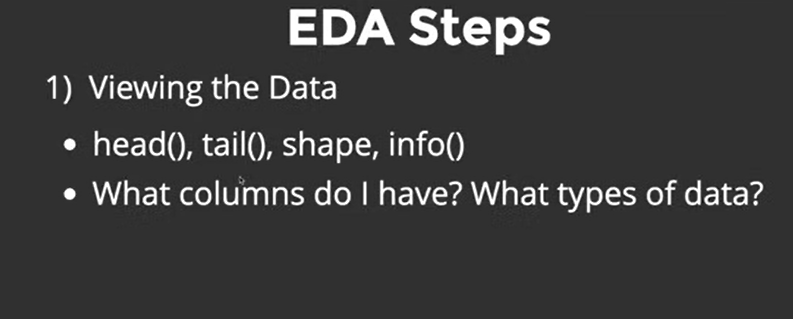 EDA Steps
1) Viewing the Data
• head(), tail(), shape, info()
• What columns do I have? What types of data?